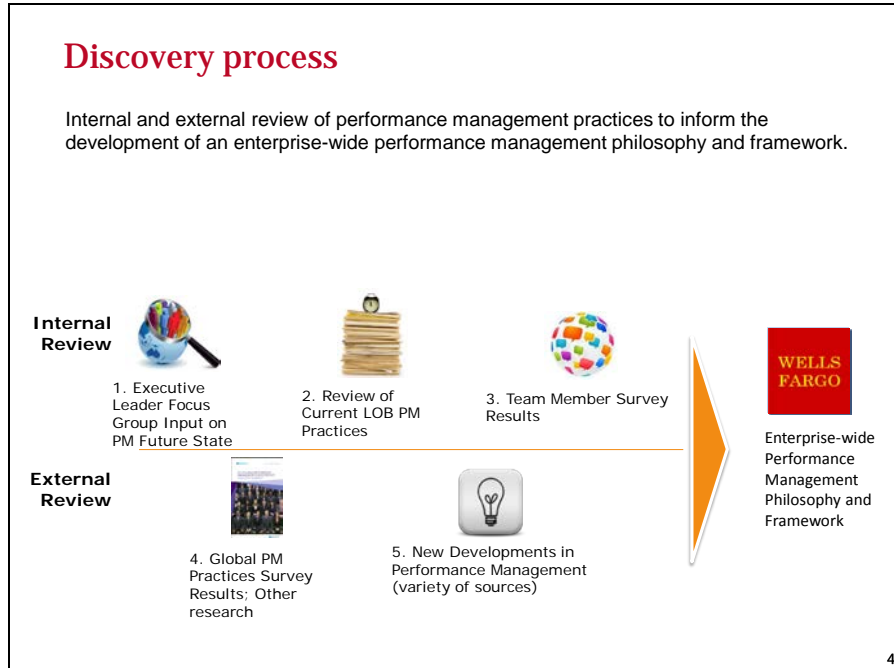 Discovery process
Internal and external review of performance management practices to inform the
development of an enterprise-wide performance management philosophy and framework.
Internal
Review
1. Executive
Leader Focus
Group Input on
PM Future State
2. Review of
Current LOB PM
Practices
3. Team Member Survey
Results
WELLS
FARGO
Enterprise-wide
Performance
Management
Philosophy and
Framework
External
Review
4. Global PM
Practices Survey
Results; Other
research
5. New Developments in
Performance Management
(variety of sources)
4